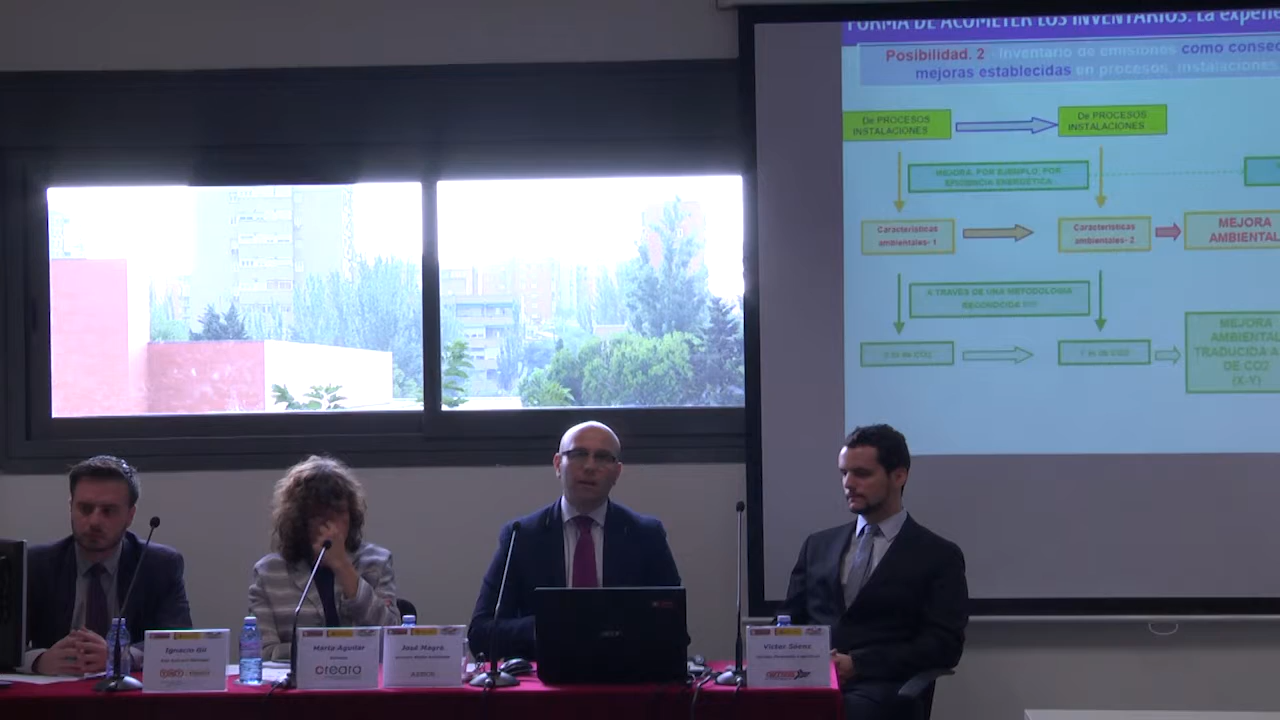 FORMA DE ACOMETER LOS INVENTARIOS. La experie
Posibilidad. 2 Inventario de emisiones como consec
mejoras establecidas en procesos, instalaciones
De PROCESOS
INSTALACIONES
De PROCESOS
INSTALACIONES
MEJORA, POR EJEMPLO, POR
EFICIENCIA ENERGÉTICA
Características
ambientales- 1
Características
ambientales- 2
MEJORA
AMBIENTAL
A TRAVÉS DE UNA METODOLOGÍA
RECONOCIDA
MEJORA
AMBIENTAL
TRADUCIDA A
DE CO2
(X-Y)
Ignacio Gil
María Aguilar
creara
José Magro
AENOR
Víctor Sáenz
acer